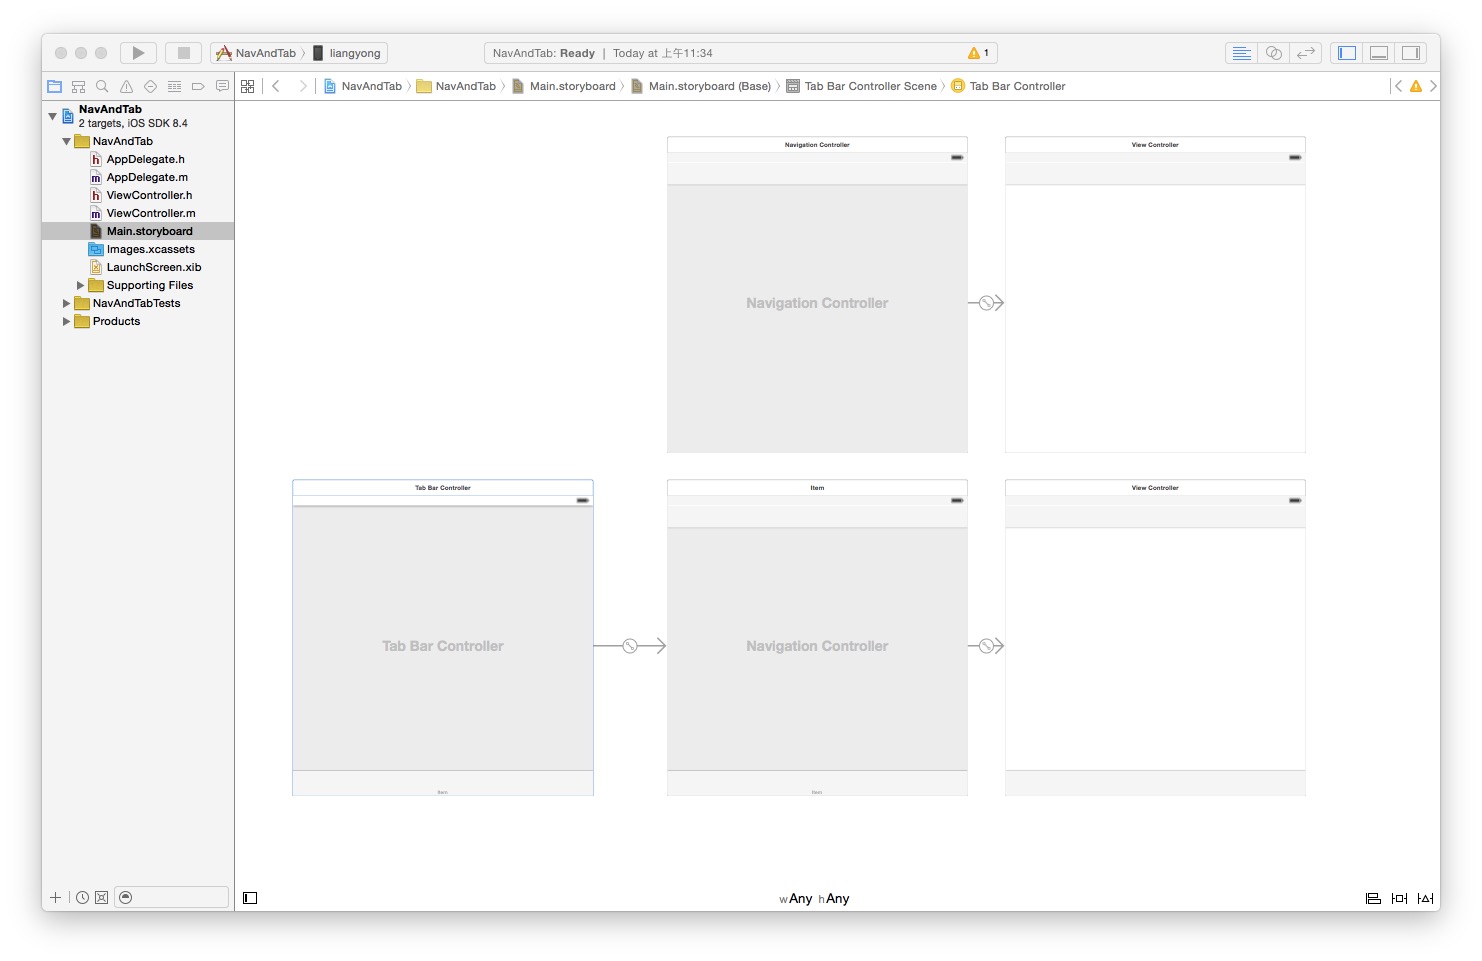 NavAndTab liangyong
NavAndTab: Ready | Today at 上午11:34
1
NavAndTab NavAndTab Main.storyboard Main.storyboard (Base) Tab Bar Controller Scene Tab Bar Controller
NavAndTab
2 targets, iOS SDK 8.4
NavAndTab
h AppDelegate.h
m AppDelegate.m
h ViewController.h
m ViewController.m
Main.storyboard
Images.xcassets
LaunchScreen.xib
Supporting Files
NavAndTabTests
Products
Navigation Controller
View Controller
Navigation Controller
Tab Bar Controller
Item
View Controller
Tab Bar Controller
Navigation Controller
Item
Item
wAny hAny